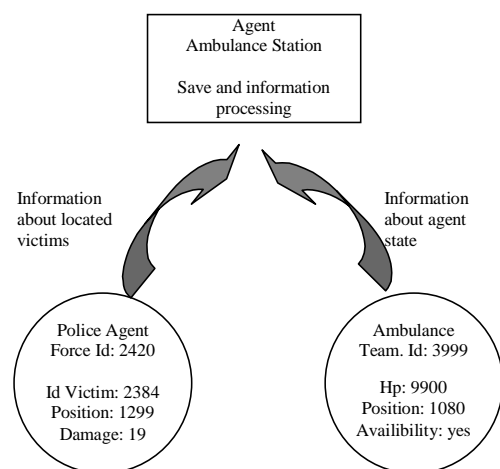 Agent
Ambulance Station
Save and information
processing
Information
about located
victims
Information
about agent
state
Police Agent
Force Id: 2420
Id Victim: 2384
Position: 1299
Damage: 19
Ambulance
Team. Id: 3999
Hp: 9900
Position: 1080
Availibility: yes